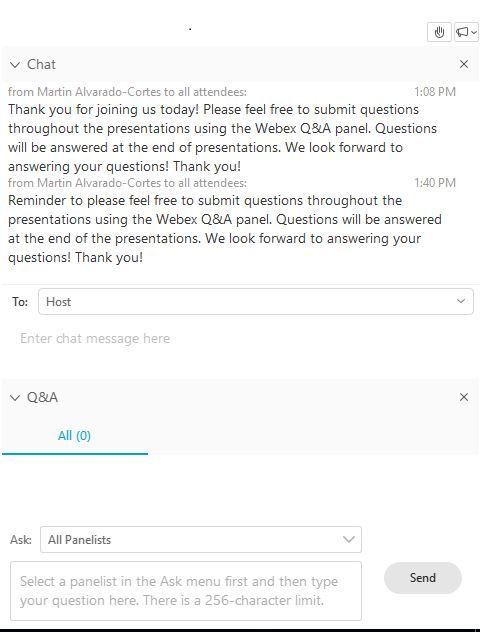 Chat
from Martin Alvarado-Cortes to all attendees: 1:08 PM
Thank you for joining us today! Please feel free to submit questions
throughout the presentations using the Webex Q&A panel. Questions
will be answered at the end of presentations. We look forward to
answering your questions! Thank you!
from Martin Alvarado-Cortes to all attendees: 1:40 PM
Reminder to please feel free to submit questions throughout the
presentations using the Webex Q&A panel. Questions will be answered
at the end of the presentations. We look forward to answering your
questions! Thank you!
To: Host
Enter chat message here
Q&A
All (0)
Ask: All Panelists
Select a panelist in the Ask menu first and then type
your question here. There is a 256-character limit.
Send